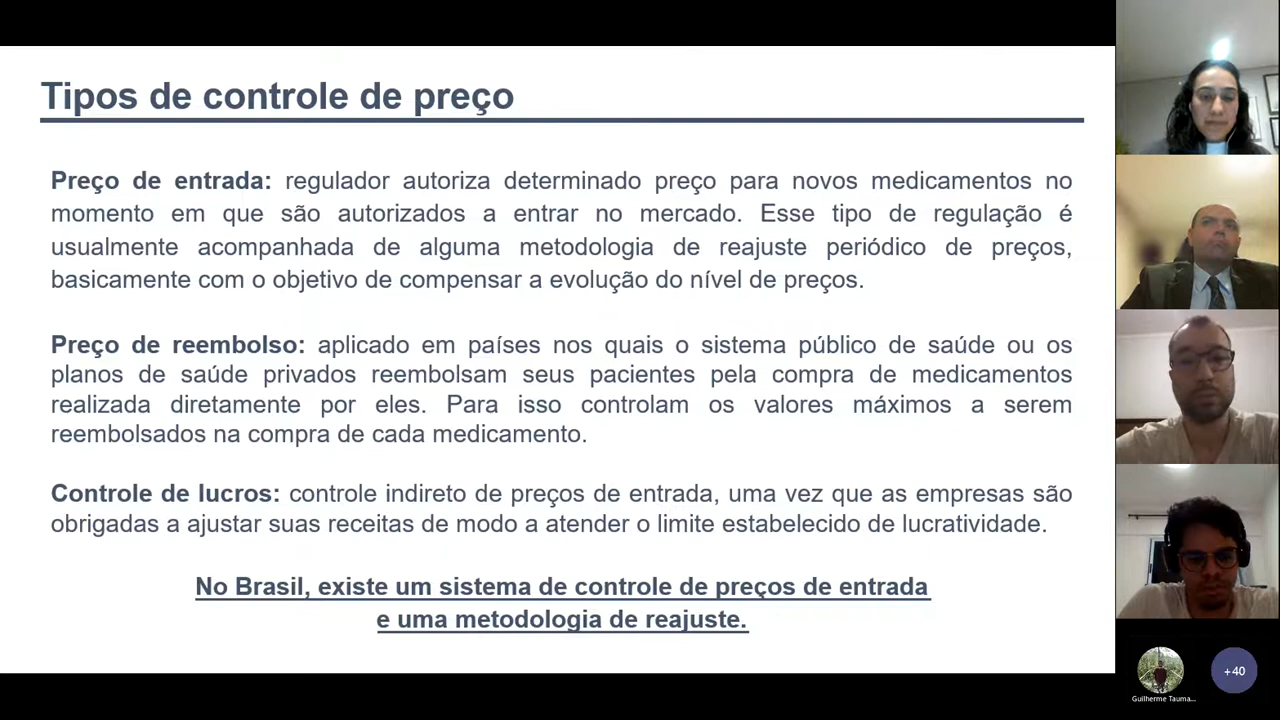 Tipos de controle de preço
Preço de entrada: regulador autoriza determinado preço para novos medicamentos no
momento em que são autorizados a entrar no mercado. Esse tipo de regulação é
usualmente acompanhada de alguma metodologia de reajuste periódico de preços,
basicamente com o objetivo de compensar a evolução do nível de preços.
Preço de reembolso: aplicado em países nos quais o sistema público de saúde ou os
planos de saúde privados reembolsam seus pacientes pela compra de medicamentos
realizada diretamente por eles. Para isso controlam os valores máximos a serem
reembolsados na compra de cada medicamento.
Controle de lucros: controle indireto de preços de entrada, uma vez que as empresas são
obrigadas a ajustar suas receitas de modo a atender o limite estabelecido de lucratividade.
No Brasil, existe um sistema de controle de preços de entrada
e uma metodologia de reajuste.
+40
Guilherme Tauma...